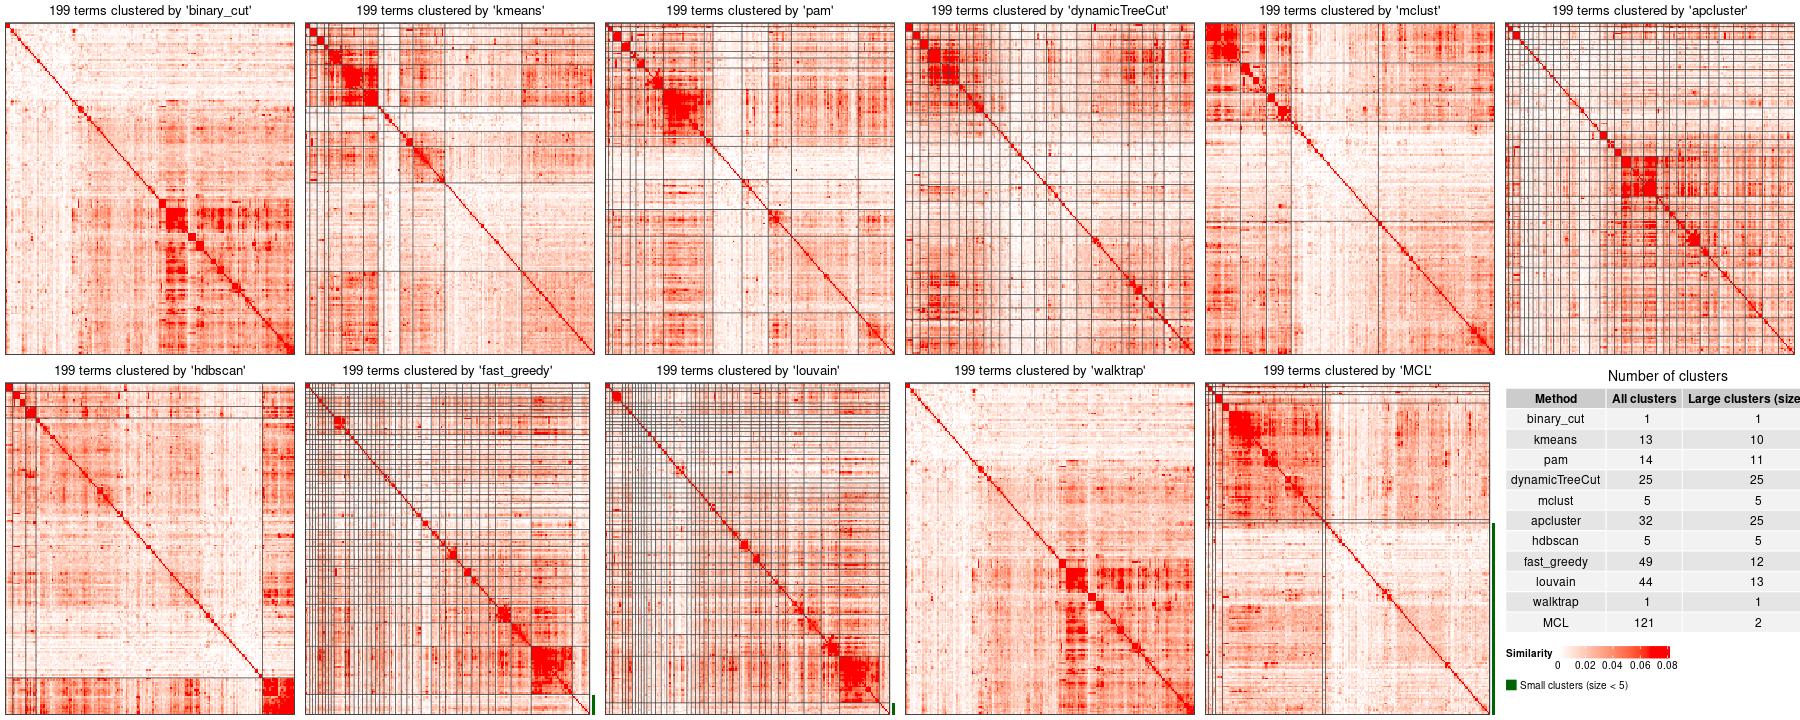 199 terms clustered by 'binary_cut'
199 terms clustered by 'kmeans'
199 terms clustered by 'pam'
199 terms clustered by 'dynamicTreeCut'
199 terms clustered by 'mclust'
199 terms clustered by 'apcluster'
199 terms clustered by 'hdbscan'
199 terms clustered by 'fast_greedy'
199 terms clustered by 'louvain'
199 terms clustered by 'walktrap'
199 terms clustered by 'MCL'
Number of clusters
Method All clusters Large clusters (size
binary_cut 1 1
kmeans 13 10
pam 14 11
dynamicTreeCut 25 25
mclust 5 5
apcluster 32 25
hdbscan 5 5
fast_greedy 49 12
louvain 44 13
walktrap 1 1
MCL 121 2
Similarity
0 0.02 0.04 0.06 0.08
Small clusters (size < 5)